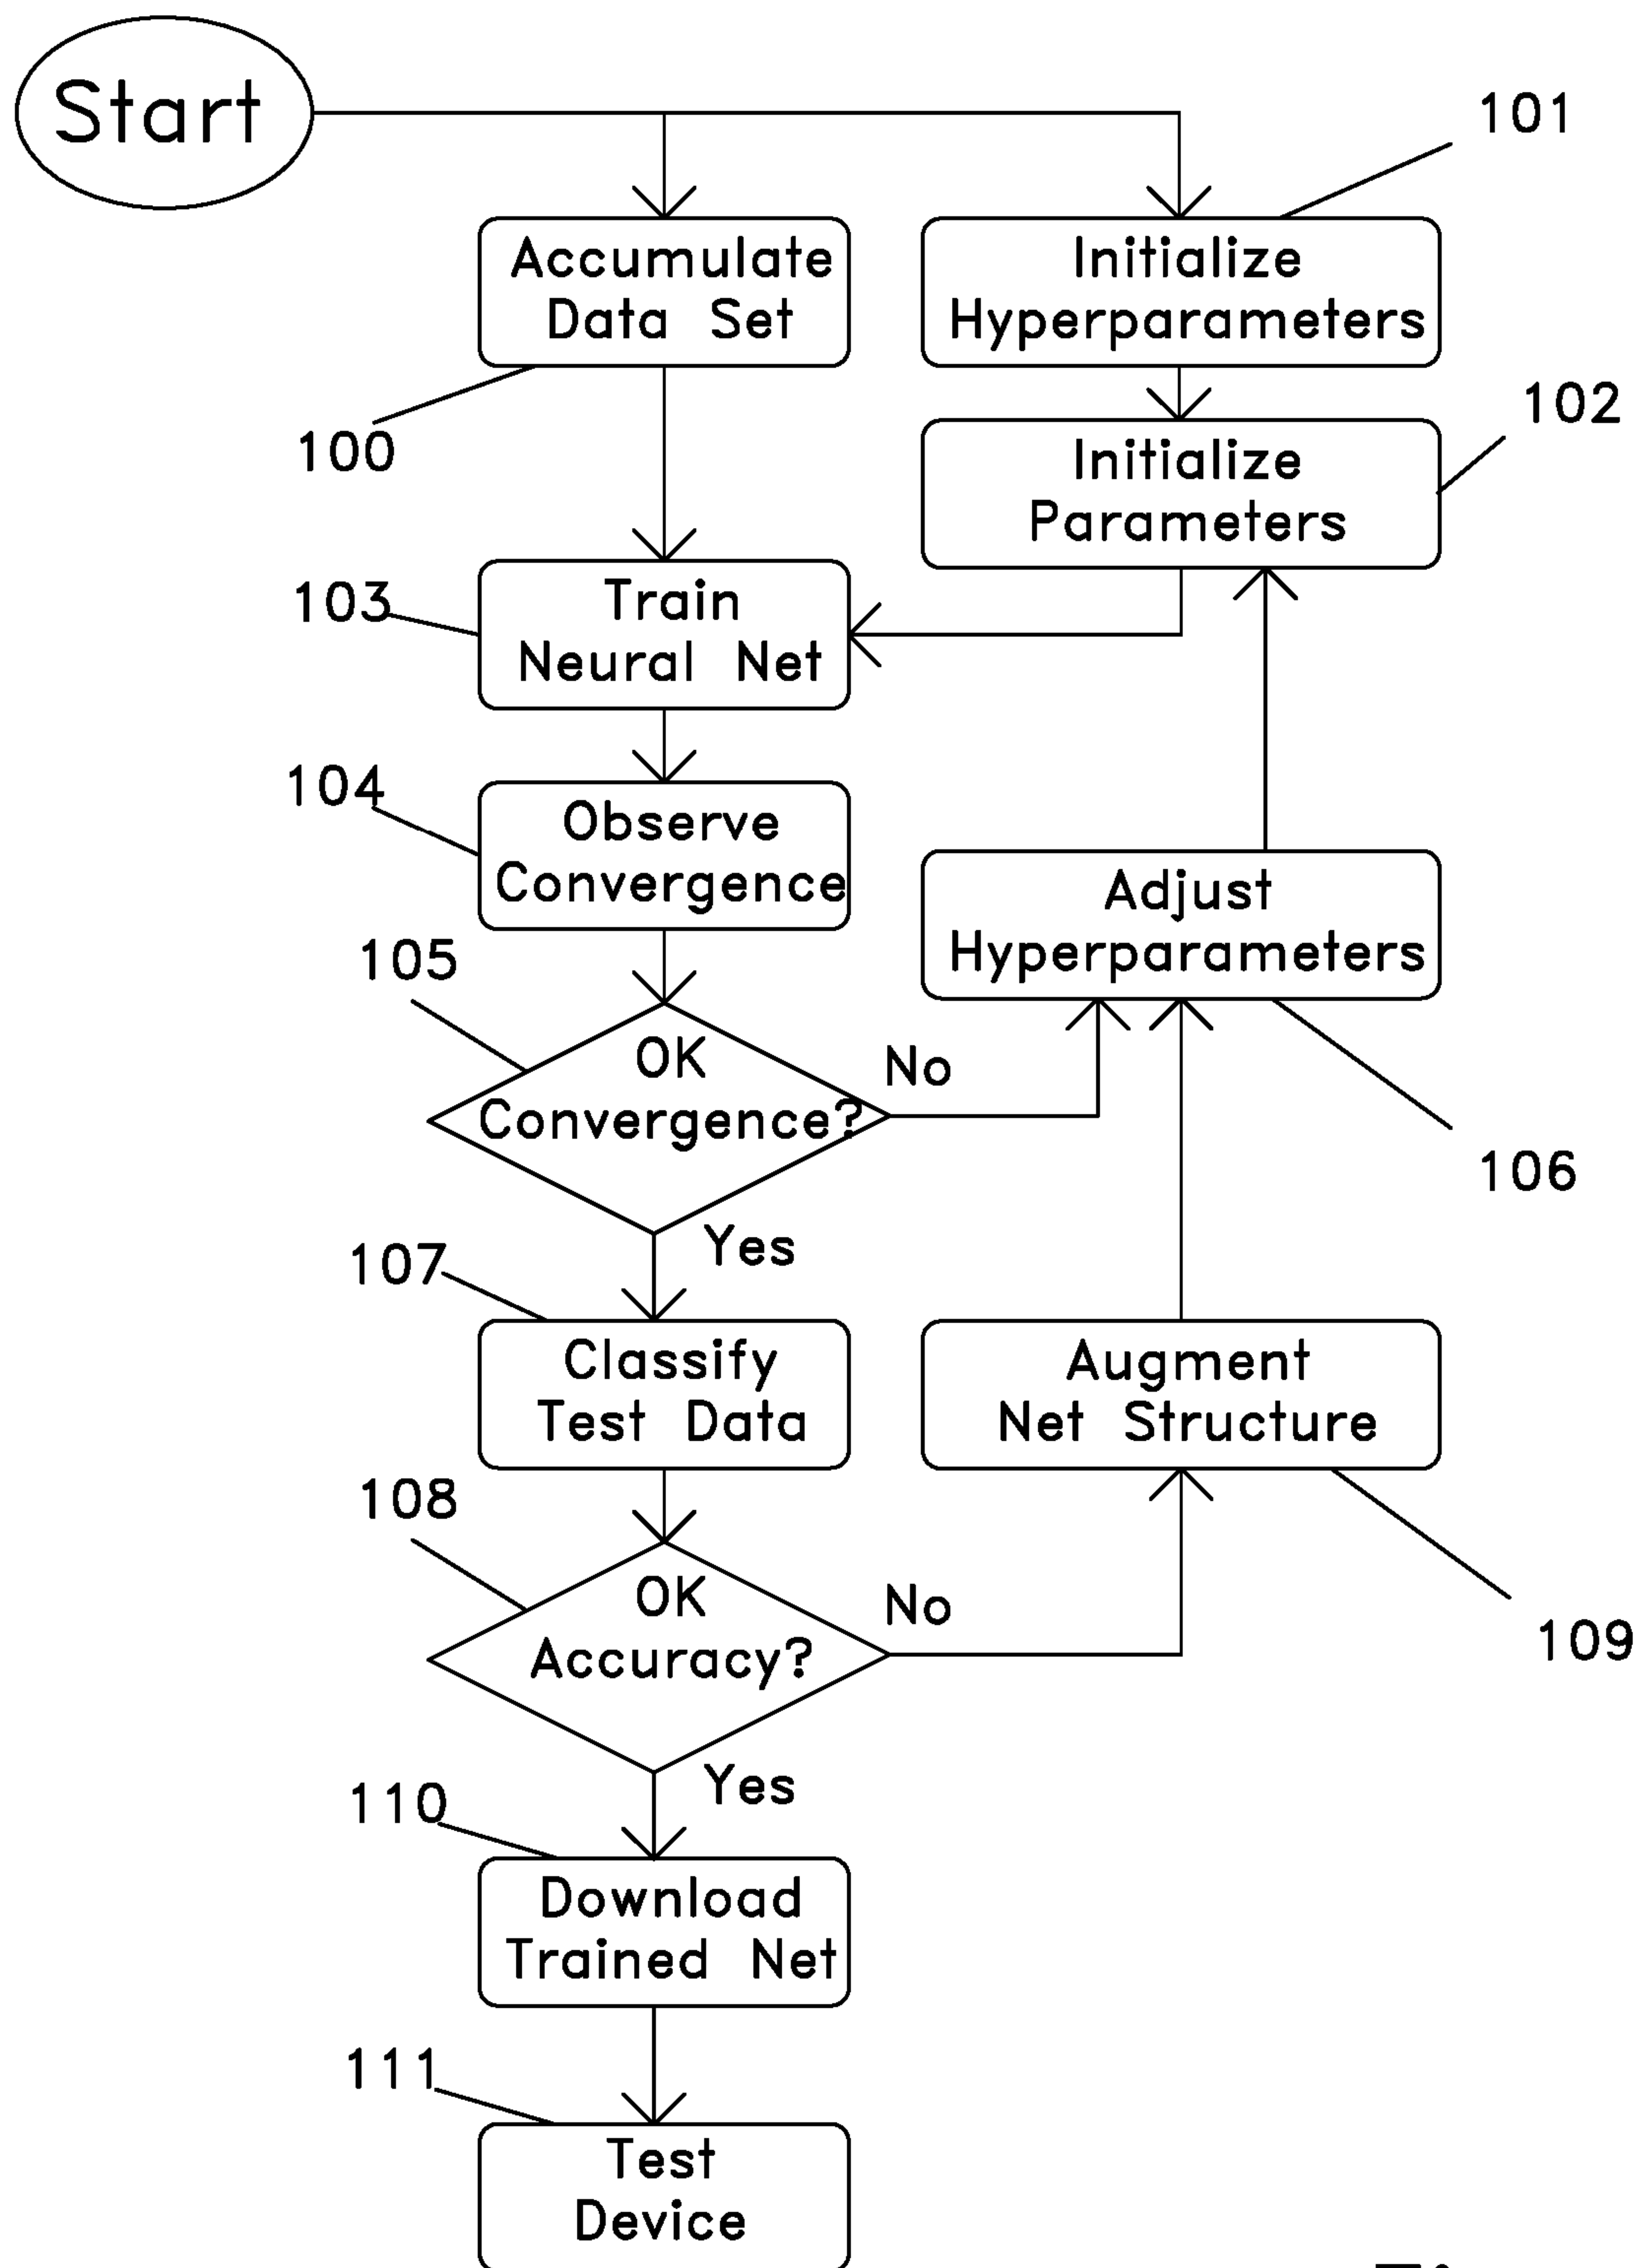 Start
101
Accumulate
Data Set
Initialize
Hyperparameters
100
102
Initialize
Parameters
103
Train
Neural Net
104
Observe
Convergence
Adjust
Hyperparameters
105
OK
Convergence?
No
106
Yes
107
Classify
Test Data
Augment
Net Structure
108
OK
Accuracy?
No
109
Yes
110
Download
Trained Net
111
Test
Device